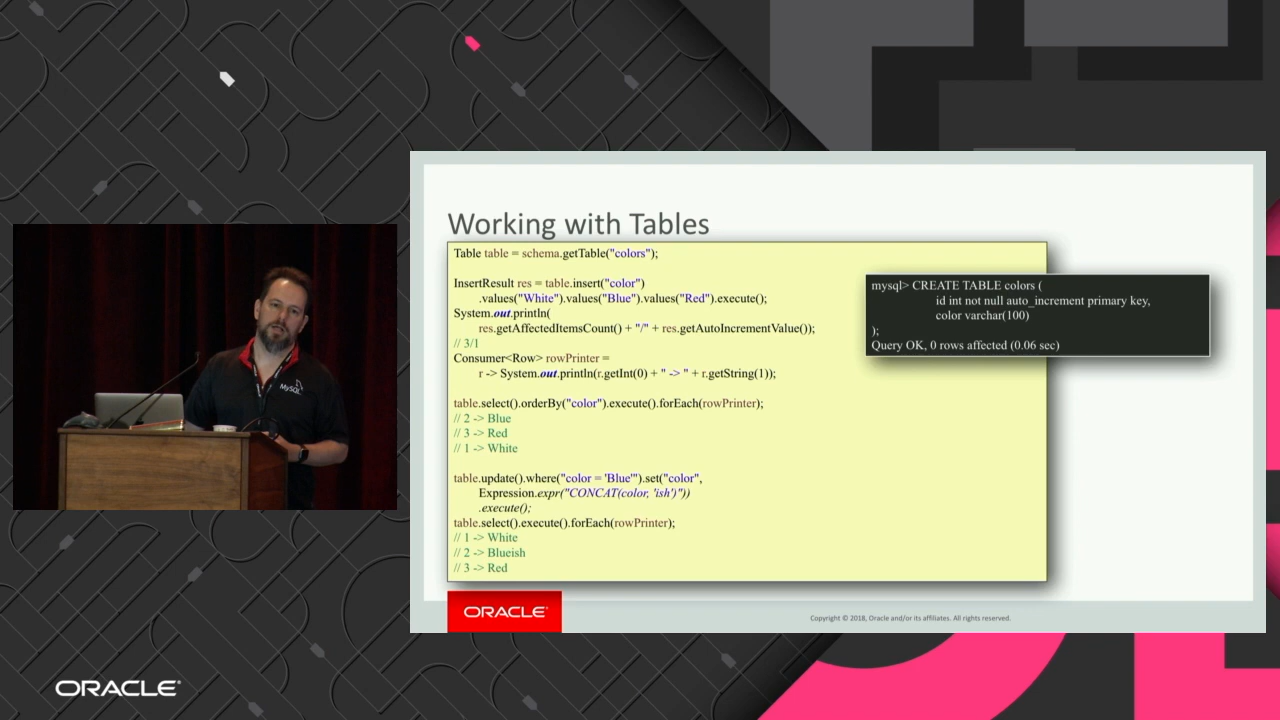 Working with Tables
Table table = schema.getTable("colors");
InsertResult res = table.insert("color")
.values("White").values("Blue").values("Red").execute();
System.out.println(
res.getAffectedItemsCount() + "/" + res.getAutoIncrementValue());
// 3/1
Consumer<Row> rowPrinter =
r -> System.out.println(r.getInt(0) + " -> " + r.getString(1));
table.select().orderBy("color").execute().forEach(rowPrinter);
// 2 -> Blue
// 3 -> Red
// 1 -> White
table.update().where("color = 'Blue'").set("color",
Expression.expr("CONCAT(color, 'ish')"))
.execute();
table.select().execute().forEach(rowPrinter);
// 1 -> White
// 2 -> Blueish
// 3 -> Red
mysql> CREATE TABLE colors (
id int not null auto_increment primary key,
color varchar(100)
);
Query OK, 0 rows affected (0.06 sec)
MySQL
ORACLE
Copyright © 2018, Oracle and/or its affiliates. All rights reserved.
ORACLE